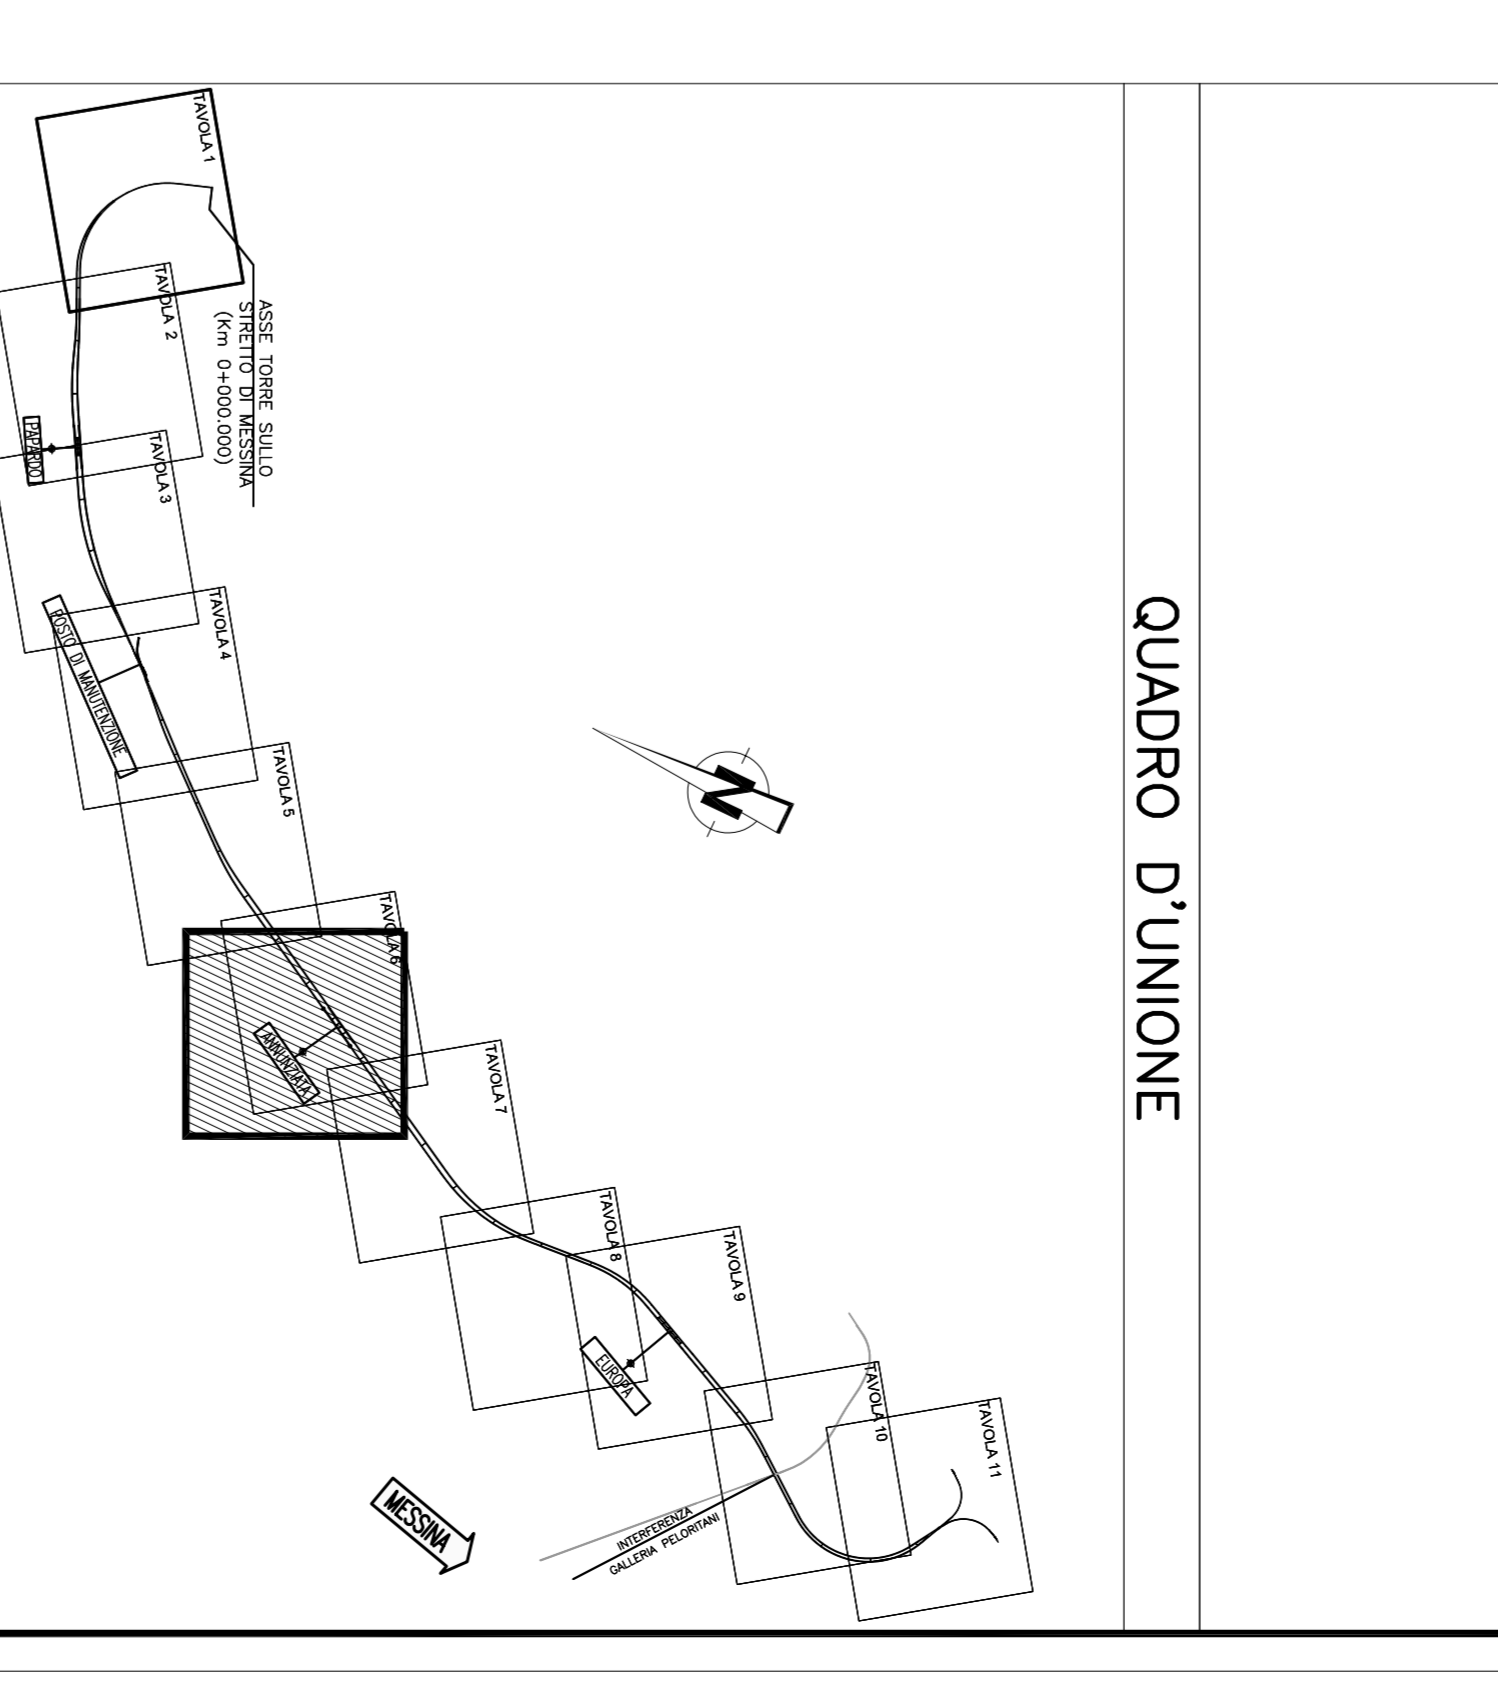 QUADRO D'UNIONE
TAVOLA 1
ASSE TORRE SULLO
STRETTO DI MESSINA
(Km 0+000.000)
TAVOLA 2
PAPARDO
TAVOLA 3
TAVOLA 4
POSTO DI MANUTENZIONE
TAVOLA 5
N
TAVOLA 6
ANNUNZIATA
TAVOLA 7
TAVOLA 8
TAVOLA 9
EUROPA
TAVOLA 10
TAVOLA 11
INTERFERENZA
GALLERIA PELORITANI
MESSINA